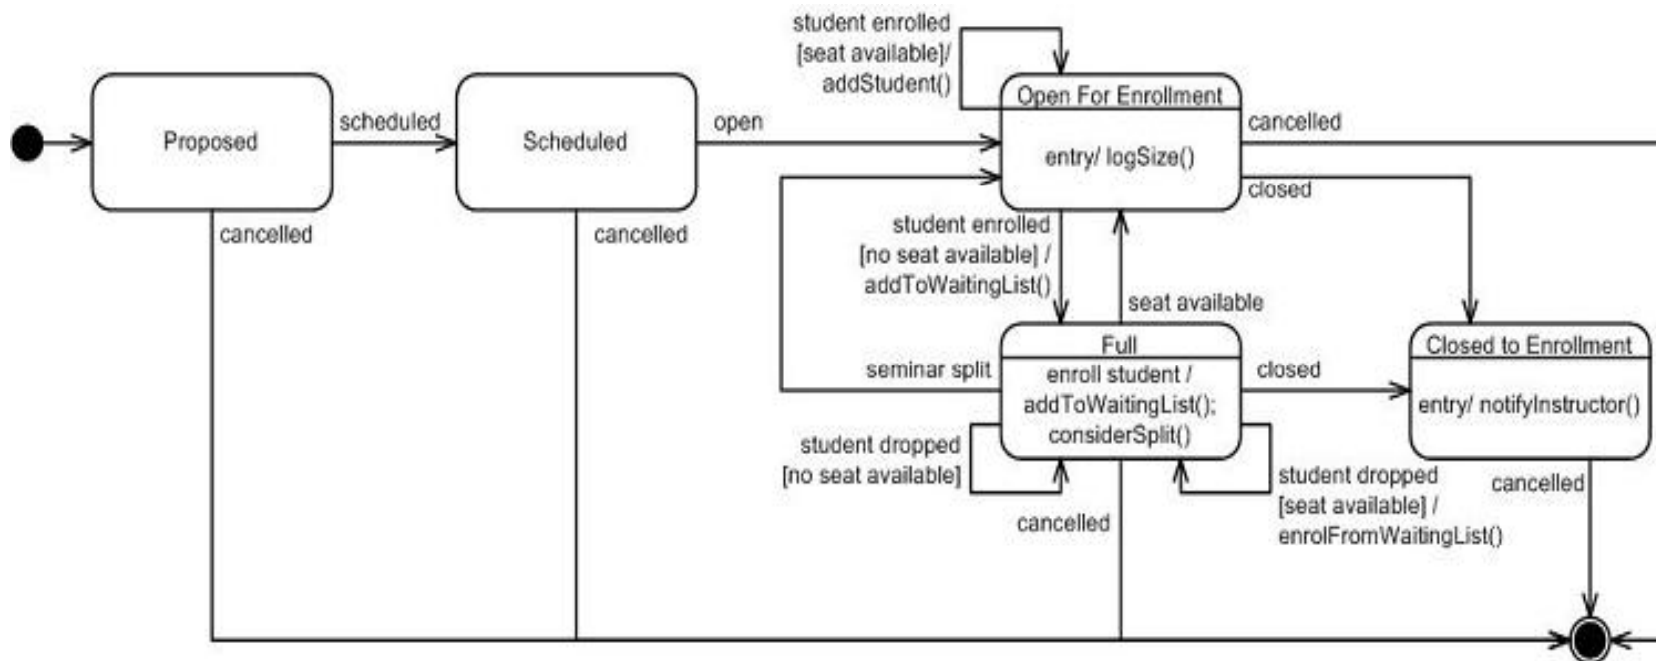 student enrolled
[seat available]/
addStudent()
Open For Enrollment
entry/ logSize()
Proposed
scheduled
Scheduled
open
cancelled
closed
cancelled
cancelled
student enrolled
[no seat available] /
addToWaitingList()
seat available
Full
enroll student /
addToWaitingList();
considerSplit()
seminar split
closed
Closed to Enrollment
entry/ notifyInstructor()
student dropped
[no seat available]
student dropped
[seat available] /
enrolFromWaitingList()
cancelled
cancelled